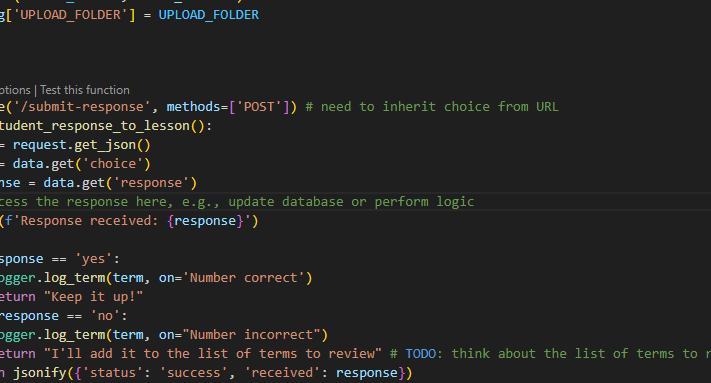 g['UPLOAD_FOLDER'] = UPLOAD_FOLDER
ptions | Test this function
e('/submit-response', methods=['POST']) # need to inherit choice from URL
tudent_response_to_lesson():
= request.get_json()
= data.get('choice')
nse = data.get('response')
cess the response here, e.g., update database or perform logic
(f'Response received: {response}')
sponse == 'yes':
ogger.log_term(term, on='Number correct')
eturn "Keep it up!"
response == 'no':
ogger.log_term(term, on="Number incorrect")
eturn "I'll add it to the list of terms to review" # TODO: think about the list of terms to r
n jsonify({'status': 'success', 'received': response})